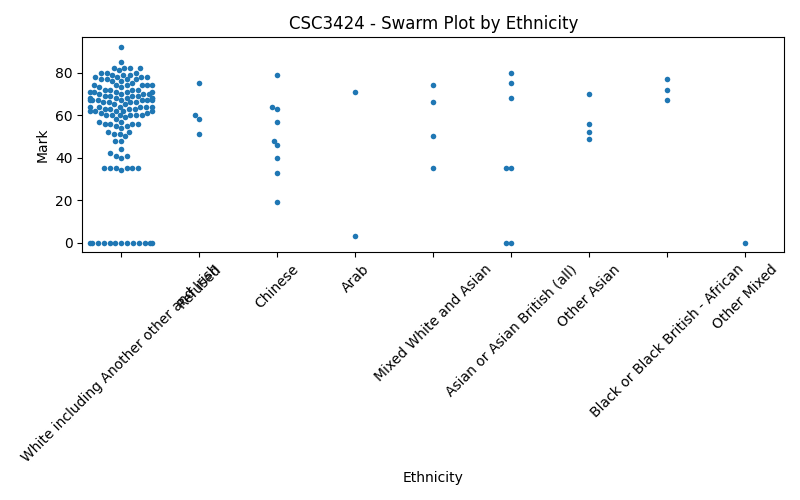 CSC3424 - Swarm Plot by Ethnicity
Mark
80
60
40
20
0
White including Another other and Irish
Refused
Chinese
Arab
Mixed White and Asian
Asian or Asian British (all)
Other Asian
Black or Black British - African
Other Mixed
Ethnicity